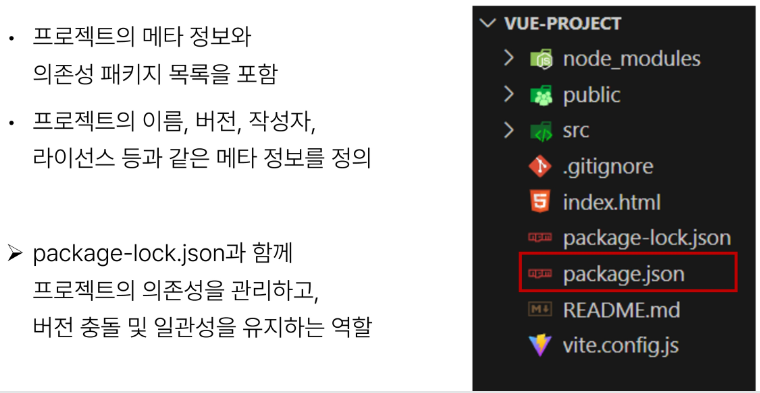 • 프로젝트의 메타 정보와
의존성 패키지 목록을 포함
• 프로젝트의 이름, 버전, 작성자,
라이선스 등과 같은 메타 정보를 정의
➢ package-lock.json과 함께
프로젝트의 의존성을 관리하고,
버전 충돌 및 일관성을 유지하는 역할
VUE-PROJECT
node_modules
public
src
.gitignore
index.html
package-lock.json
package.json
README.md
vite.config.js